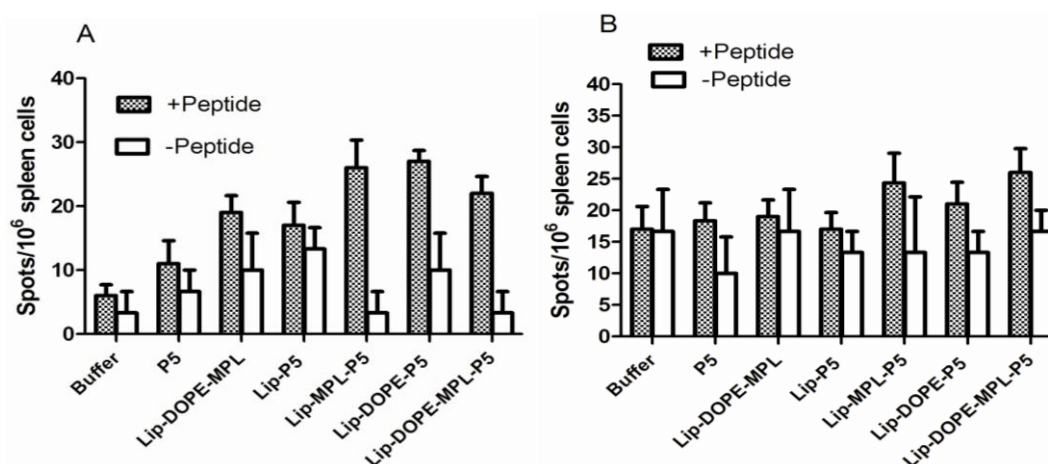 A
+Peptide
-Peptide
Spots/10⁶ spleen cells
40
30
20
10
0
Buffer
P5
Lip-DOPE-MPL
Lip-P5
Lip-MPL-P5
Lip-DOPE-P5
Lip-DOPE-MPL-P5
B
+Peptide
-Peptide
Spots/10⁶ spleen cells
40
35
30
25
20
15
10
5
0
Buffer
P5
Lip-DOPE-MPL
Lip-P5
Lip-MPL-P5
Lip-DOPE-P5
Lip-DOPE-MPL-P5